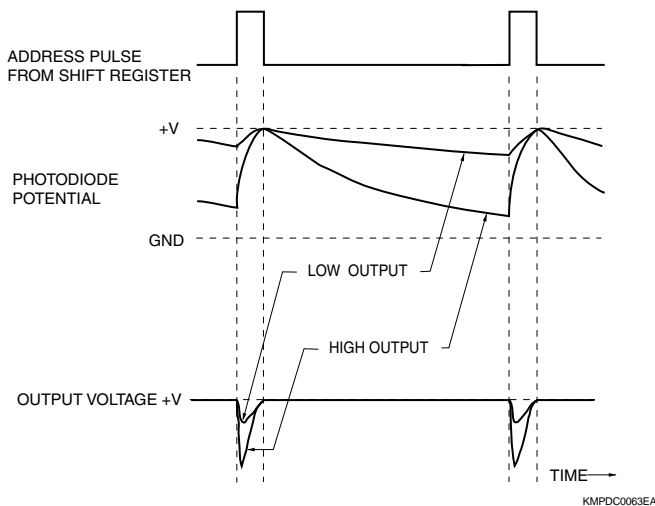 ADDRESS PULSE
FROM SHIFT REGISTER
+V
PHOTODIODE
POTENTIAL
GND
LOW OUTPUT
HIGH OUTPUT
OUTPUT VOLTAGE +V
TIME
KMPDC0063EA